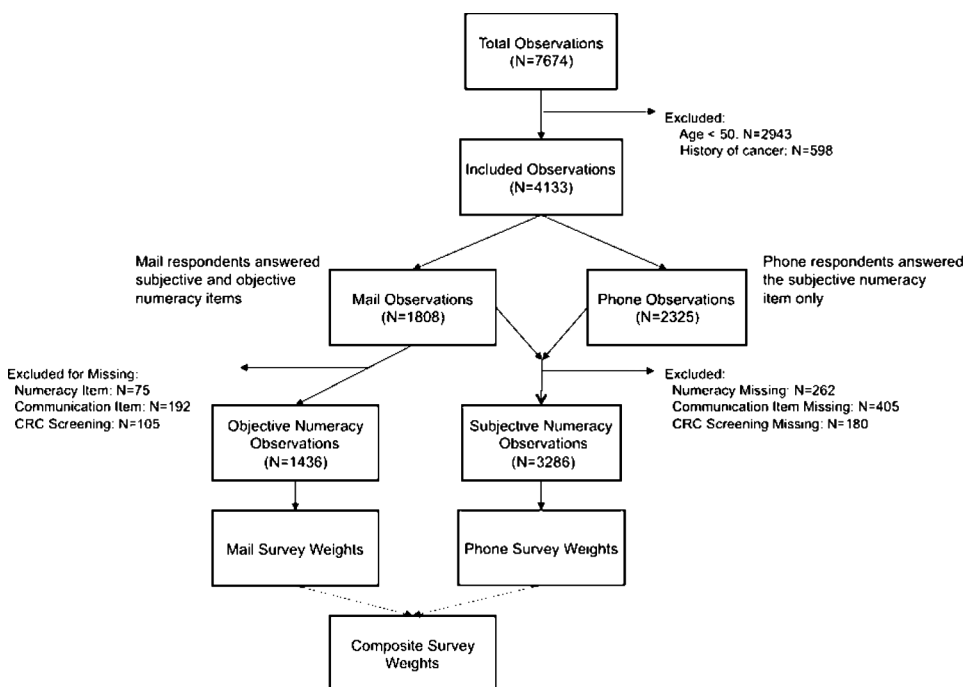 Total Observations
(N=7674)
Excluded:
Age < 50. N=2943
History of cancer: N=598
Included Observations
(N=4133)
Mail respondents answered
subjective and objective
numeracy items
Phone respondents answered
the subjective numeracy
item only
Mail Observations
(N=1808)
Phone Observations
(N=2325)
Excluded for Missing:
Numeracy Item: N=75
Communication Item: N=192
CRC Screening: N=105
Excluded:
Numeracy Missing: N=262
Communication Item Missing: N=405
CRC Screening Missing: N=180
Objective Numeracy
Observations
(N=1436)
Subjective Numeracy
Observations
(N=3286)
Mail Survey Weights
Phone Survey Weights
Composite Survey
Weights